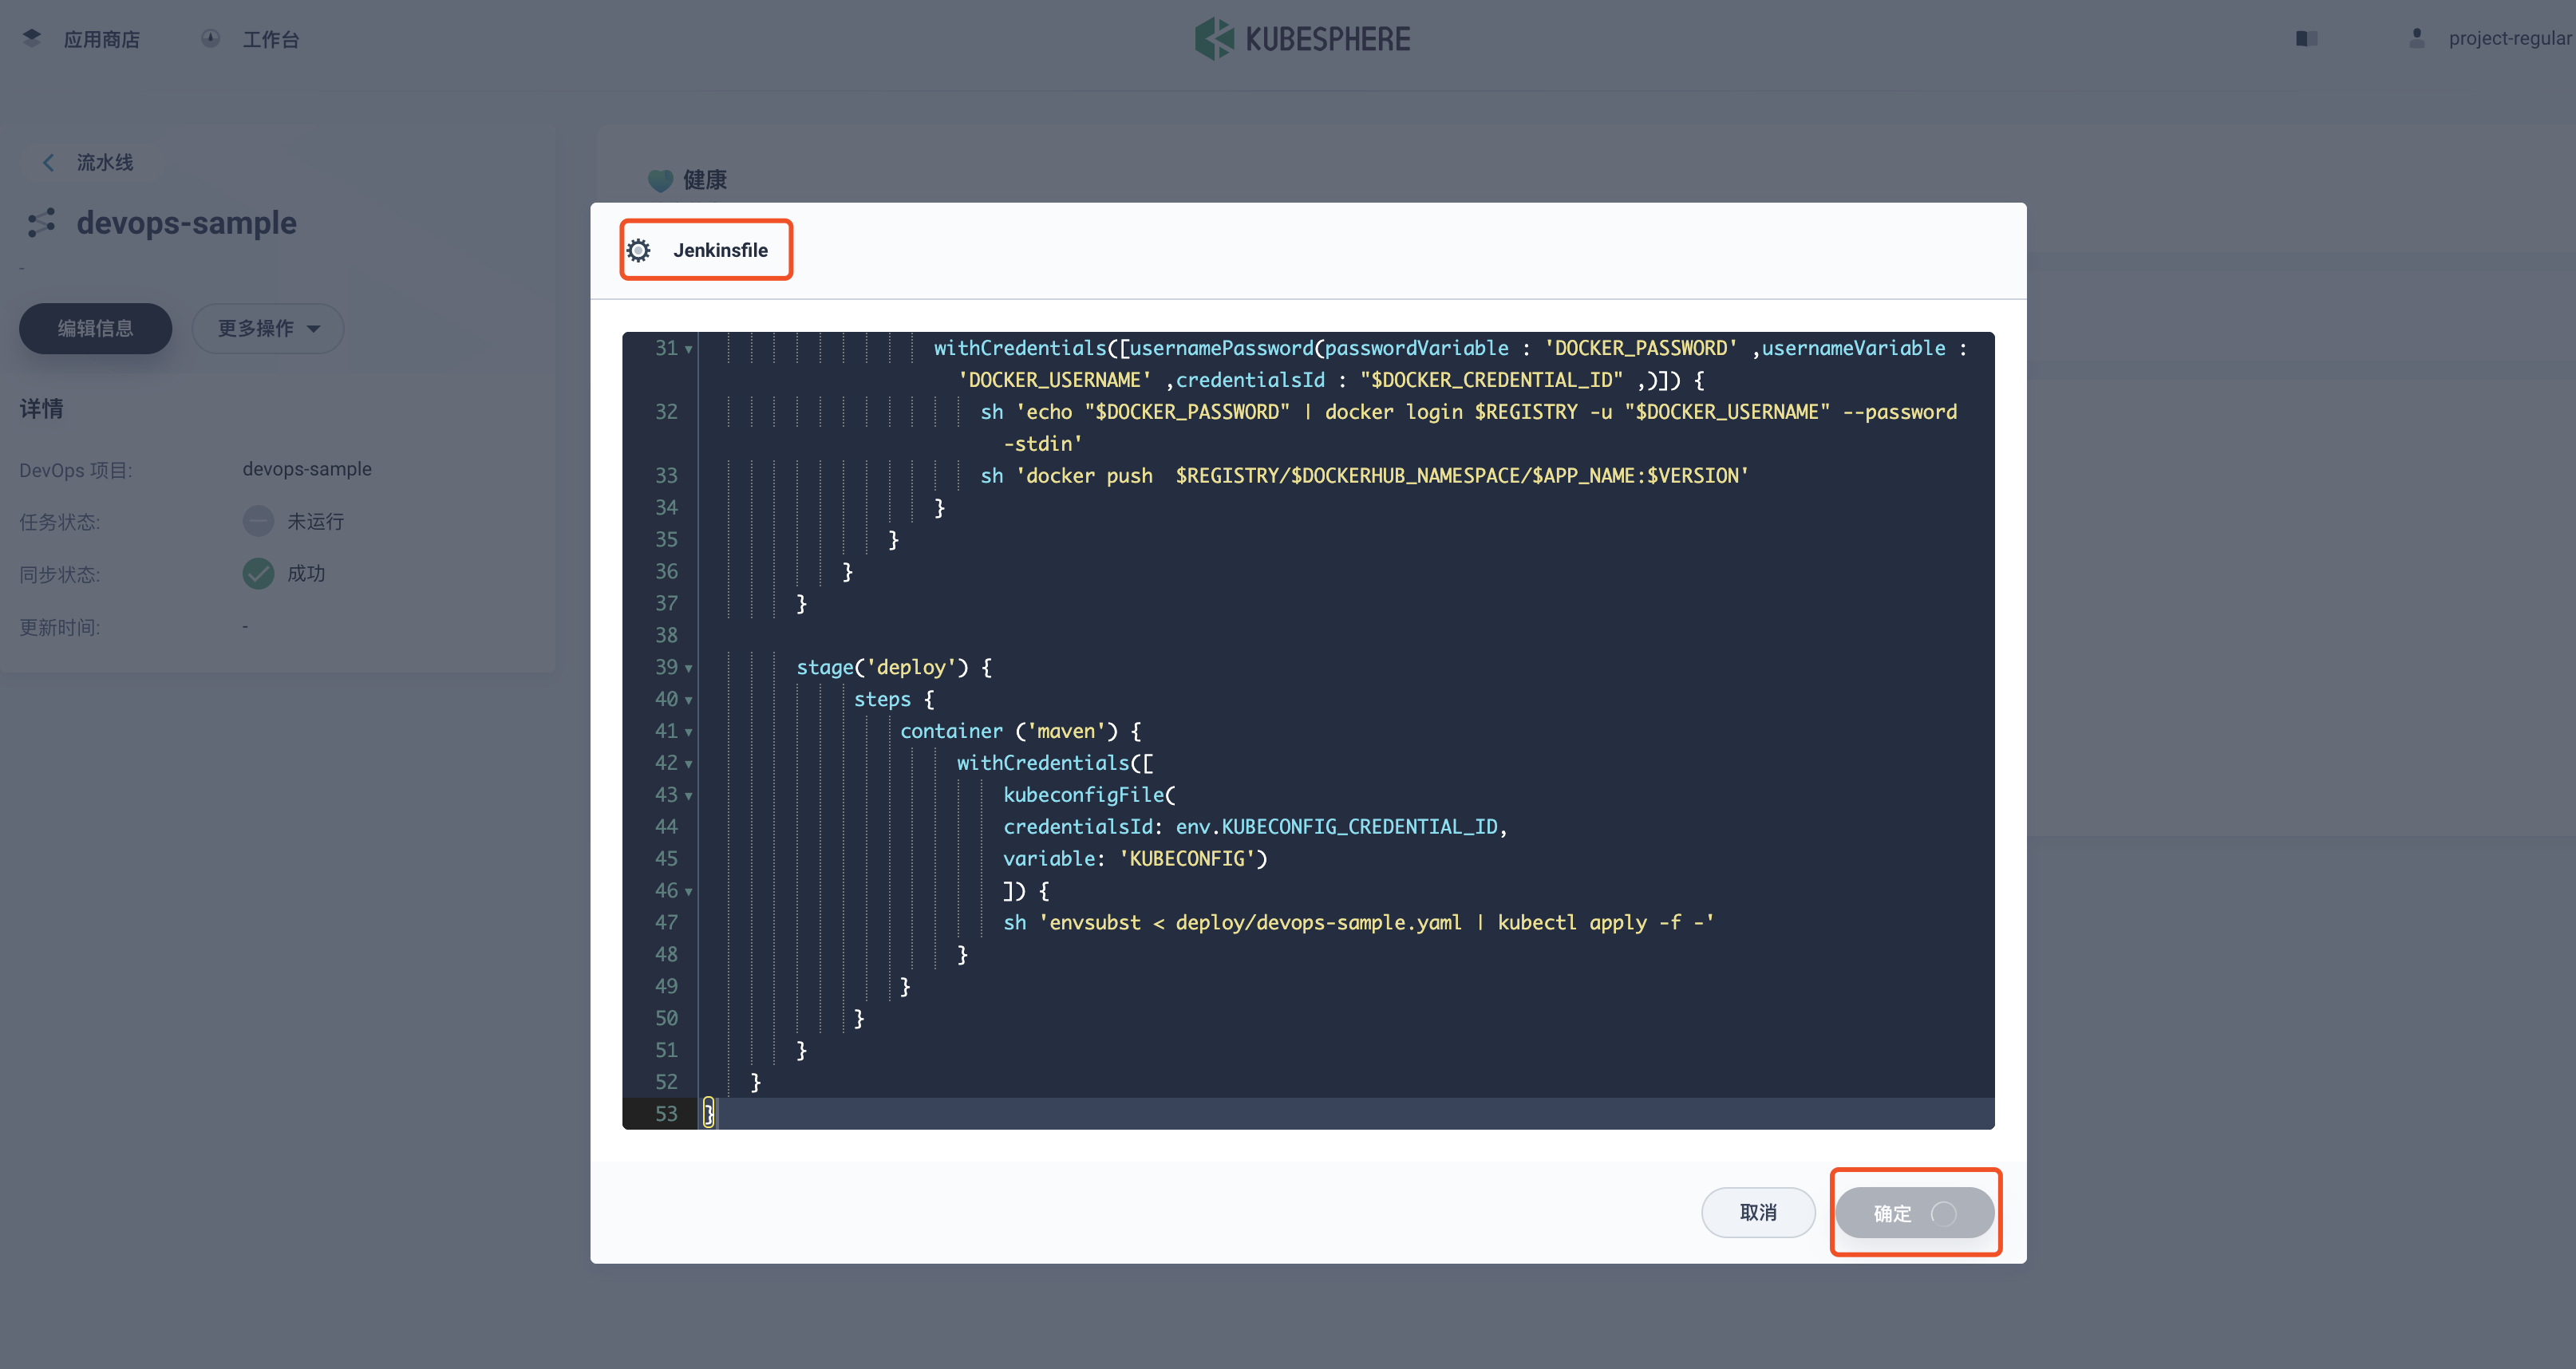 应用商店
工作台
KUBESPHERE
project-regular
流水线
devops-sample
-
编辑信息
更多操作
详情
DevOps 项目:
devops-sample
任务状态:
未运行
同步状态:
成功
更新时间:
-
健康
Jenkinsfile
31 withCredentials([usernamePassword(passwordVariable : 'DOCKER_PASSWORD' ,usernameVariable :
'DOCKER_USERNAME' ,credentialsId : "$DOCKER_CREDENTIAL_ID" ,)]) {
32 sh 'echo "$DOCKER_PASSWORD" | docker login $REGISTRY -u "$DOCKER_USERNAME" --password
-stdin'
33 sh 'docker push  $REGISTRY/$DOCKERHUB_NAMESPACE/$APP_NAME:$VERSION'
34 }
35 }
36 }
37 }
38
39 stage('deploy') {
40 steps {
41 container ('maven') {
42 withCredentials([
43 kubeconfigFile(
44 credentialsId: env.KUBECONFIG_CREDENTIAL_ID,
45 variable: 'KUBECONFIG')
46 ]) {
47 sh 'envsubst < deploy/devops-sample.yaml | kubectl apply -f -'
48 }
49 }
50 }
51 }
52 }
53 }
取消
确定